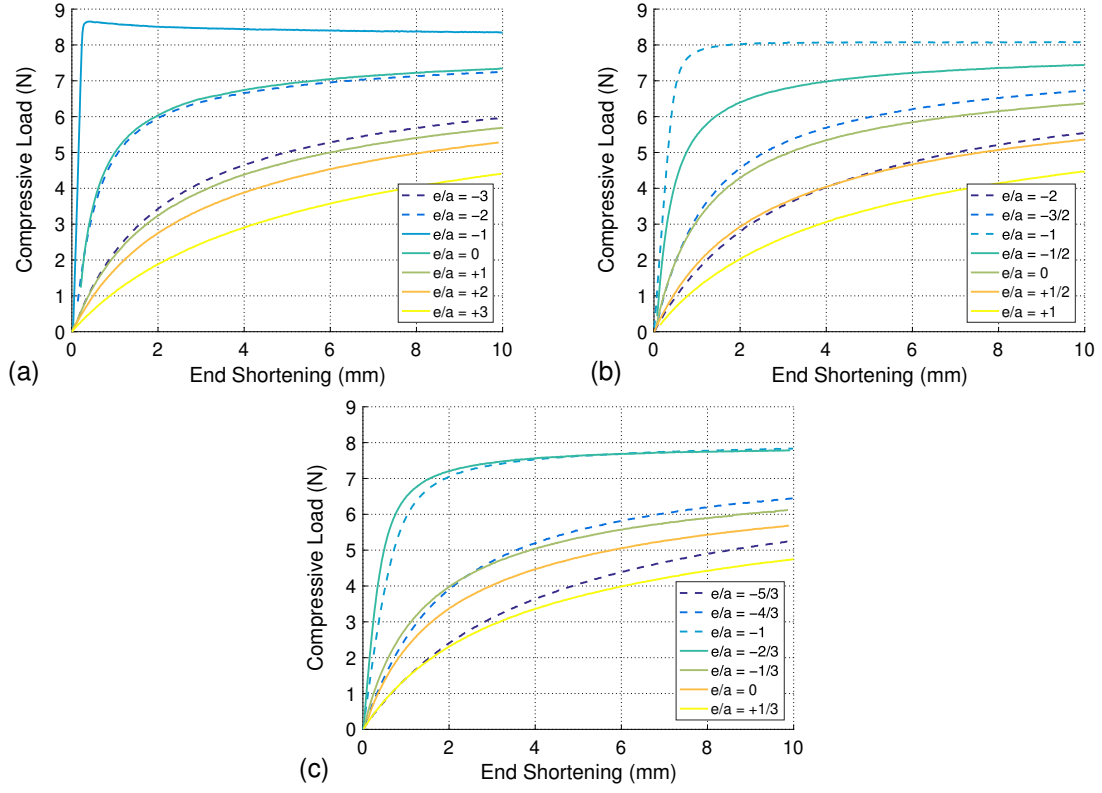 9
8
7
6
5
4
3
2
1
0
Compressive Load (N)
e/a = −3
e/a = −2
e/a = −1
e/a = 0
e/a = +1
e/a = +2
e/a = +3
0 2 4 6 8 10
End Shortening (mm)
(a)
9
8
7
6
5
4
3
2
1
0
Compressive Load (N)
e/a = −2
e/a = −3/2
e/a = −1
e/a = −1/2
e/a = 0
e/a = +1/2
e/a = +1
0 2 4 6 8 10
End Shortening (mm)
(b)
9
8
7
6
5
4
3
2
1
0
Compressive Load (N)
e/a = −5/3
e/a = −4/3
e/a = −1
e/a = −2/3
e/a = −1/3
e/a = 0
e/a = +1/3
0 2 4 6 8 10
End Shortening (mm)
(c)